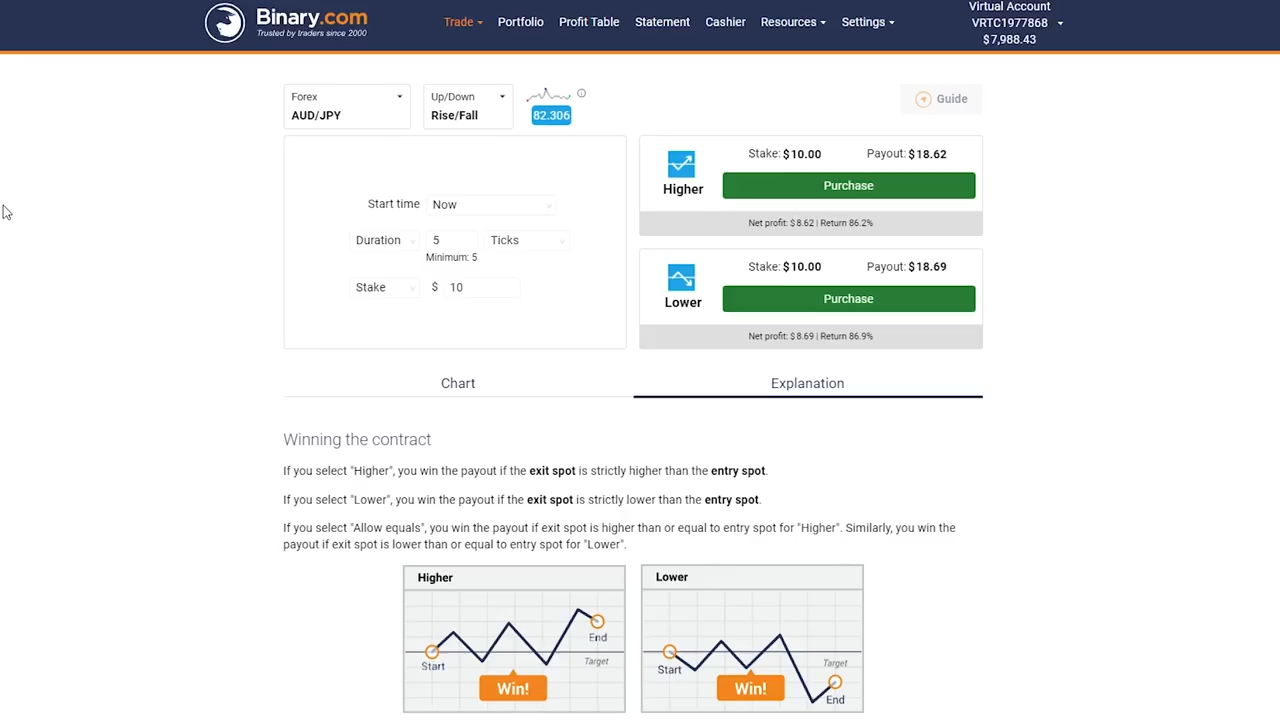 Binary.com
Trusted by traders since 2000
Trade Portfolio Profit Table Statement Cashier Resources Settings
Virtual Account
VRTC1977868
$7,988.43
Forex
AUD/JPY
Up/Down
Rise/Fall
82.306
Guide
Start time Now
Duration 5 Ticks
Minimum: 5
Stake $ 10
Higher
Stake: $10.00 Payout: $18.62
Purchase
Net profit: $8.62 | Return 86.2%
Lower
Stake: $10.00 Payout: $18.69
Purchase
Net profit: $8.69 | Return 86.9%
Chart Explanation
Winning the contract
If you select "Higher", you win the payout if the exit spot is strictly higher than the entry spot.
If you select "Lower", you win the payout if the exit spot is strictly lower than the entry spot.
If you select "Allow equals", you win the payout if exit spot is higher than or equal to entry spot for "Higher". Similarly, you win the
payout if exit spot is lower than or equal to entry spot for "Lower".
Higher
Start
End
Target
Win!
Lower
Start
Target
End
Win!